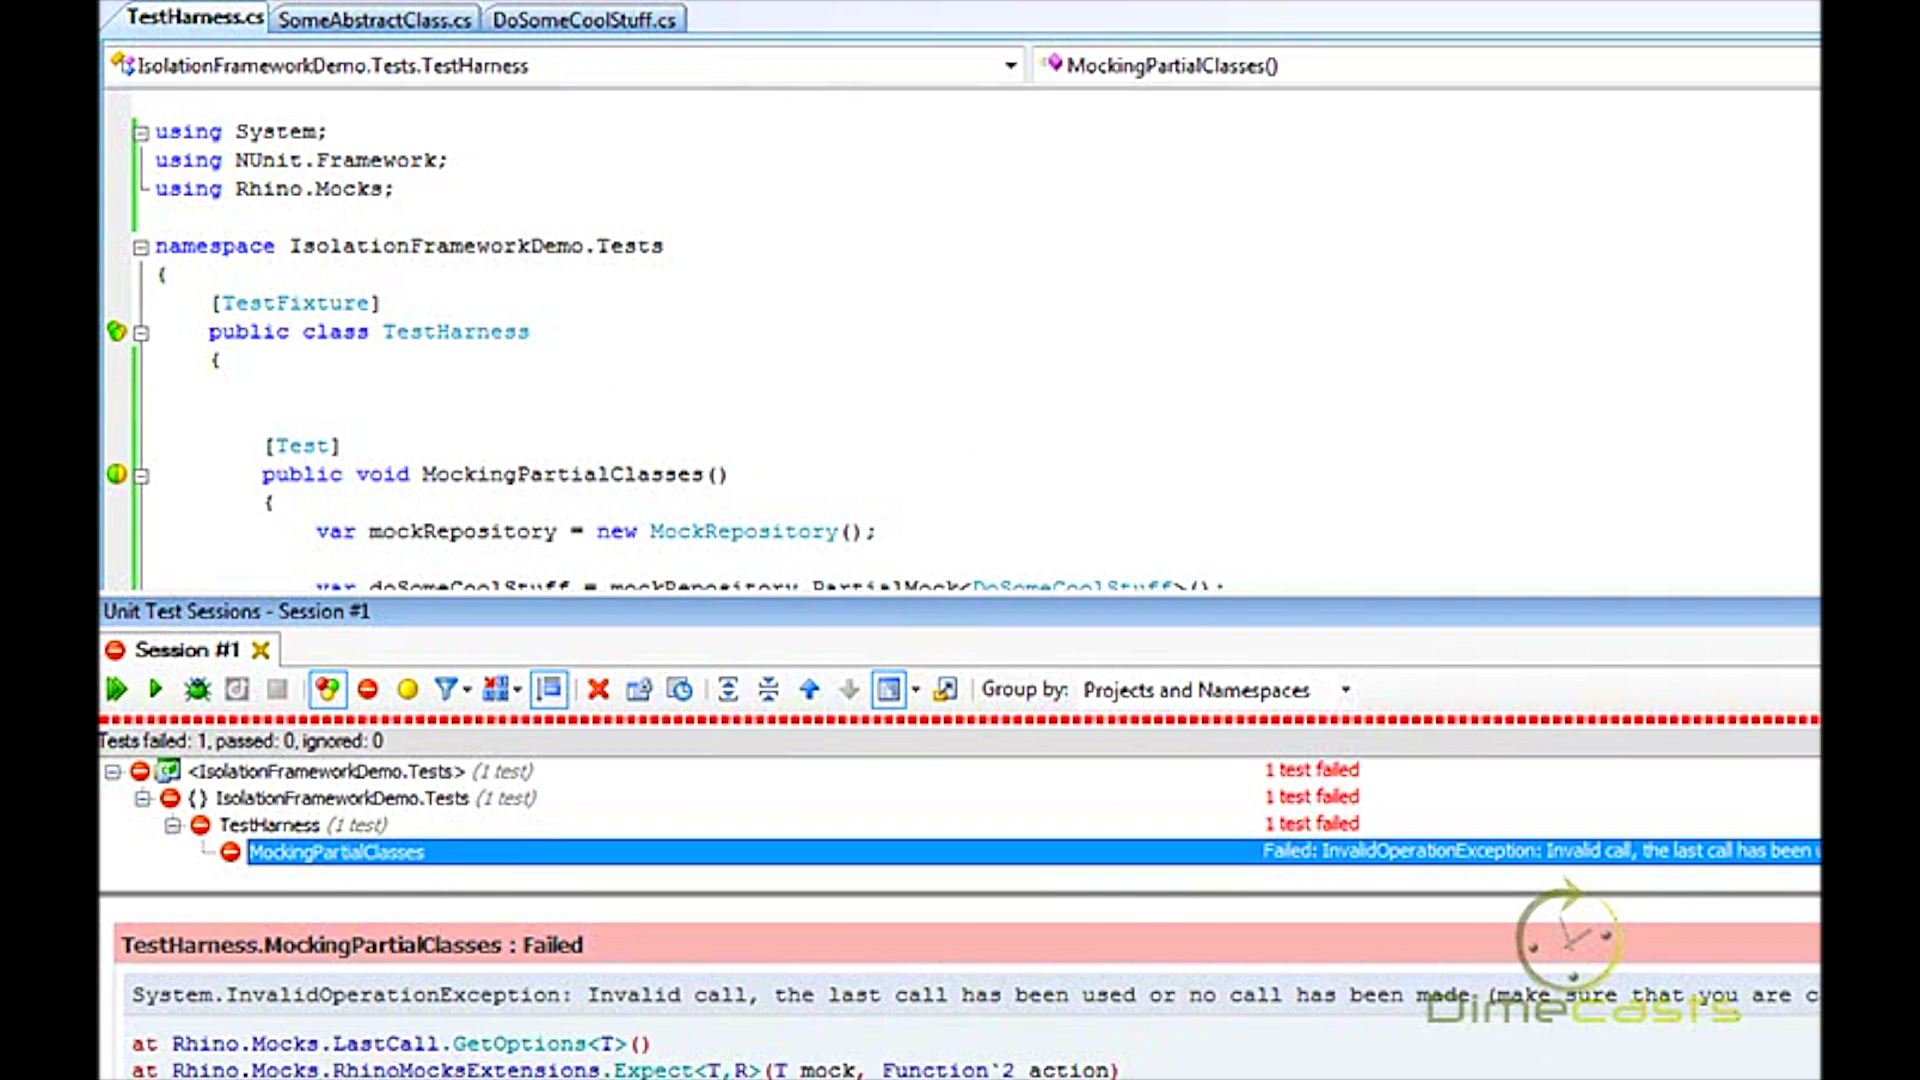 TestHarness.cs SomeAbstractClass.cs DoSomeCoolStuff.cs
IsolationFrameworkDemo.Tests.TestHarness MockingPartialClasses()
using System;
using NUnit.Framework;
using Rhino.Mocks;
namespace IsolationFrameworkDemo.Tests
{
[TestFixture]
public class TestHarness
{
[Test]
public void MockingPartialClasses()
{
var mockRepository = new MockRepository();
var doSomeCoolStuff = mockRepository.PartialMock<DoSomeCoolStuff>();
Unit Test Sessions - Session #1
Session #1
Group by: Projects and Namespaces
Tests failed: 1, passed: 0, ignored: 0
<IsolationFrameworkDemo.Tests> (1 test) 1 test failed
{} IsolationFrameworkDemo.Tests (1 test) 1 test failed
TestHarness (1 test) 1 test failed
MockingPartialClasses Failed: InvalidOperationException: Invalid call, the last call has been u
TestHarness.MockingPartialClasses : Failed
System.InvalidOperationException: Invalid call, the last call has been used or no call has been made (make sure that you are c
DimeCasts
at Rhino.Mocks.LastCall.GetOptions<T>()
at Rhino.Mocks.RhinoMocksExtensions.Expect<T,R>(T mock, Function`2 action)